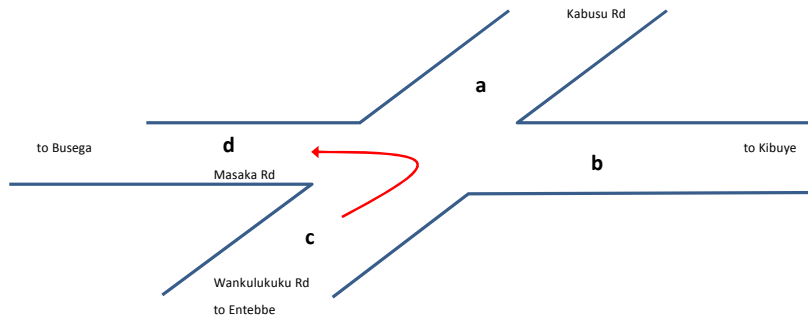 Kabusu Rd
a
to Busega
d
b
to Kibuye
Masaka Rd
c
Wankulukuku Rd
to Entebbe